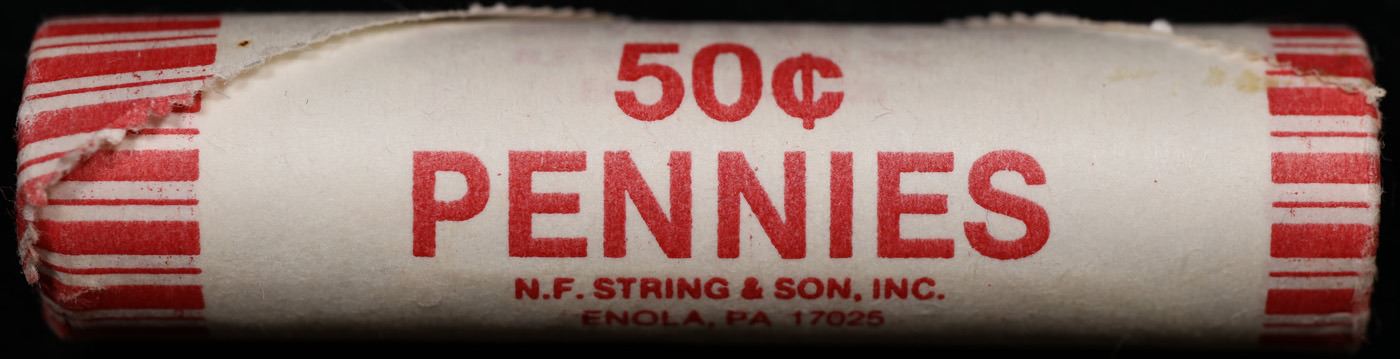 50¢
PENNIES
N.F. STRING & SON, INC.
ENOLA, PA 17025